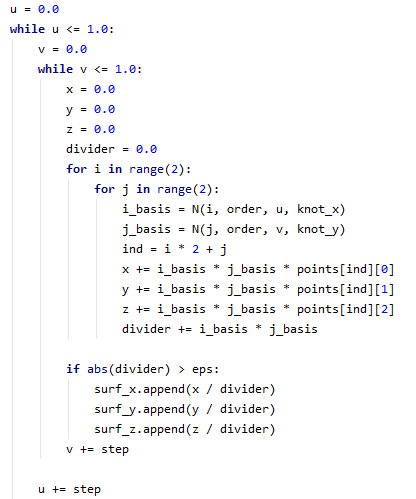 u = 0.0
while u <= 1.0:
    v = 0.0
    while v <= 1.0:
        x = 0.0
        y = 0.0
        z = 0.0
        divider = 0.0
        for i in range(2):
            for j in range(2):
                i_basis = N(i, order, u, knot_x)
                j_basis = N(j, order, v, knot_y)
                ind = i * 2 + j
                x += i_basis * j_basis * points[ind][0]
                y += i_basis * j_basis * points[ind][1]
                z += i_basis * j_basis * points[ind][2]
                divider += i_basis * j_basis

        if abs(divider) > eps:
            surf_x.append(x / divider)
            surf_y.append(y / divider)
            surf_z.append(z / divider)
        v += step

    u += step